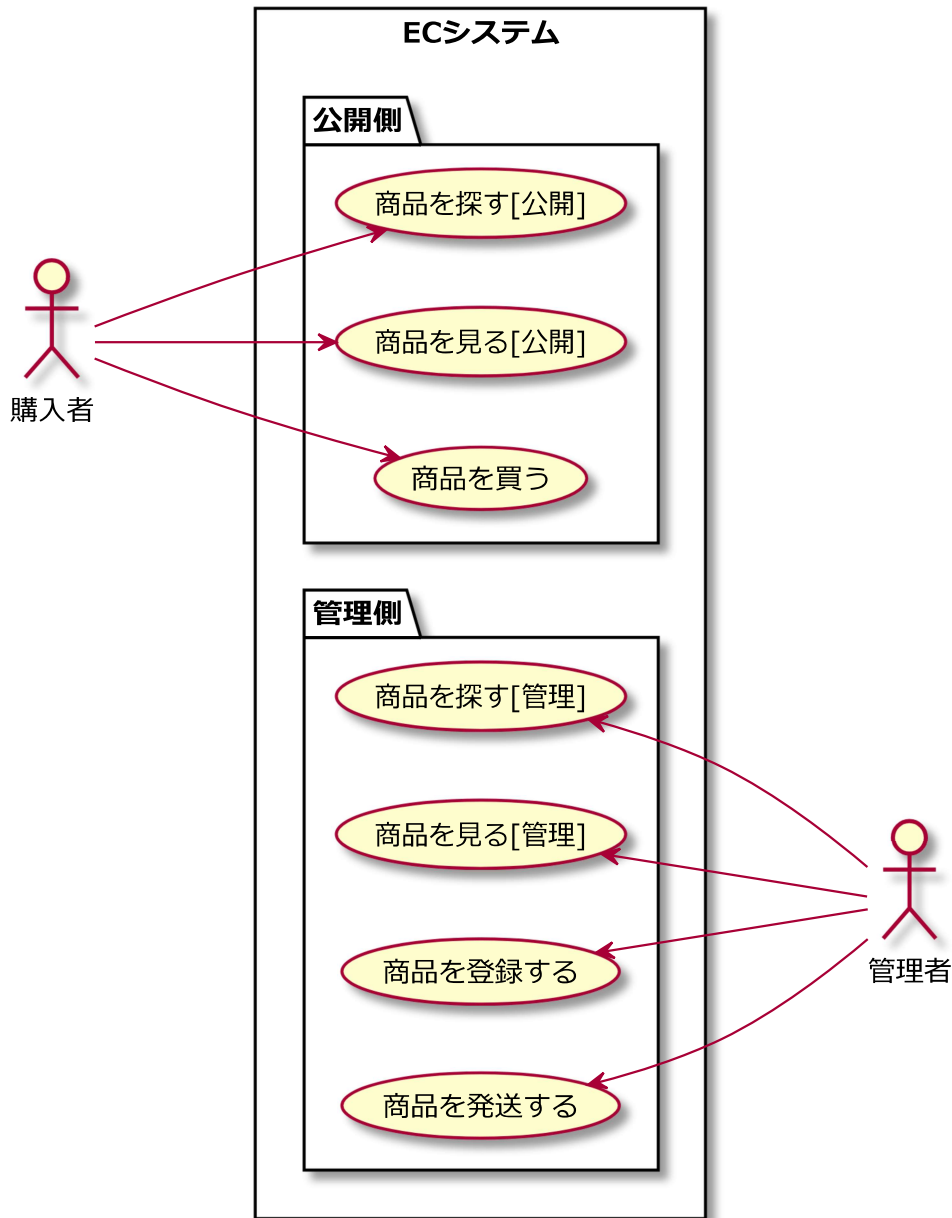 ECシステム
公開側
商品を探す[公開]
商品を見る[公開]
購入者
商品を買う
管理側
商品を探す[管理]
商品を見る[管理]
商品を登録する
管理者
商品を発送する